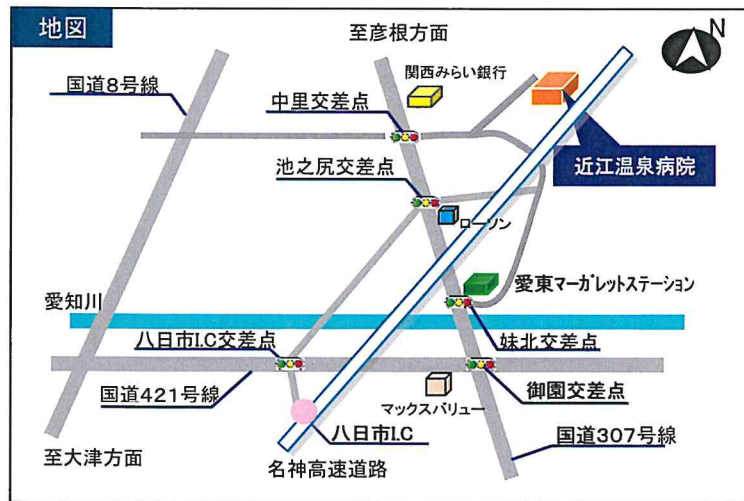 地図
N
至彦根方面
国道8号線
関西みらい銀行
中里交差点
近江温泉病院
池之尻交差点
ローソン
愛東マーガレットステーション
愛知川
八日市I.C交差点
妹北交差点
国道421号線
マックスバリュー
御園交差点
八日市I.C
国道307号線
至大津方面
名神高速道路